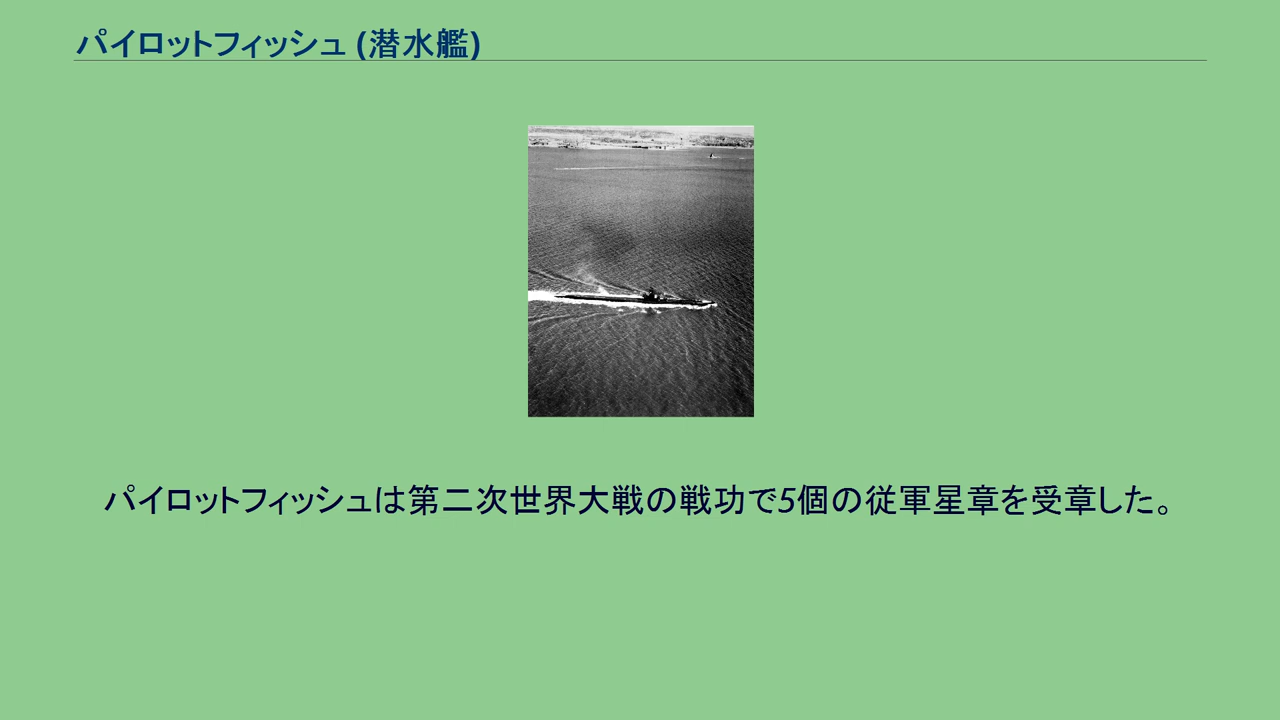 パイロットフィッシュ (潜水艦)
パイロットフィッシュは第二次世界大戦の戦功で5個の従軍星章を受章した。